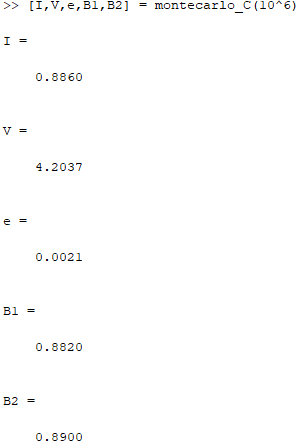 >> [I,V,e,B1,B2] = montecarlo_C(10^6)
I =
0.8860
V =
4.2037
e =
0.0021
B1 =
0.8820
B2 =
0.8900